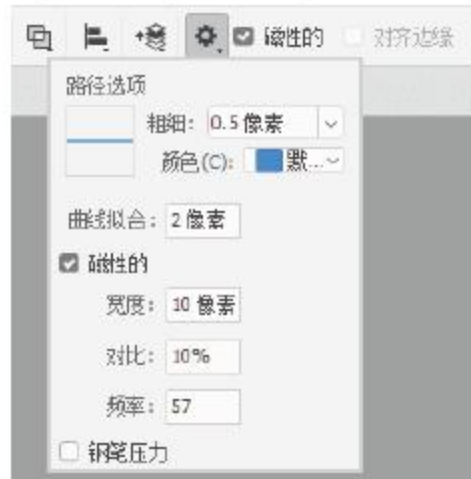 磁性的 对齐边缘
路径选项
粗细： 0.5 像素
颜色(C)： 默...
曲线拟合： 2 像素
磁性的
宽度： 10 像素
对比： 10%
频率： 57
钢笔压力